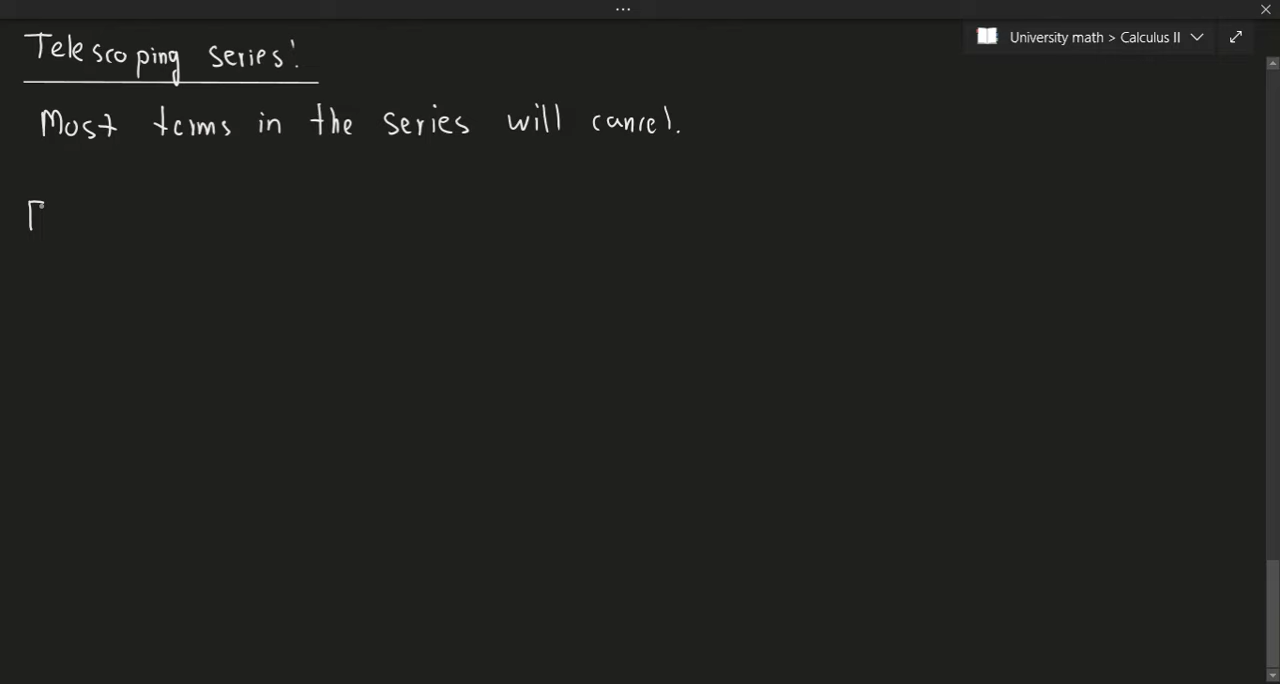 Telescoping series:
University math > Calculus II
Most terms in the series will cancel.